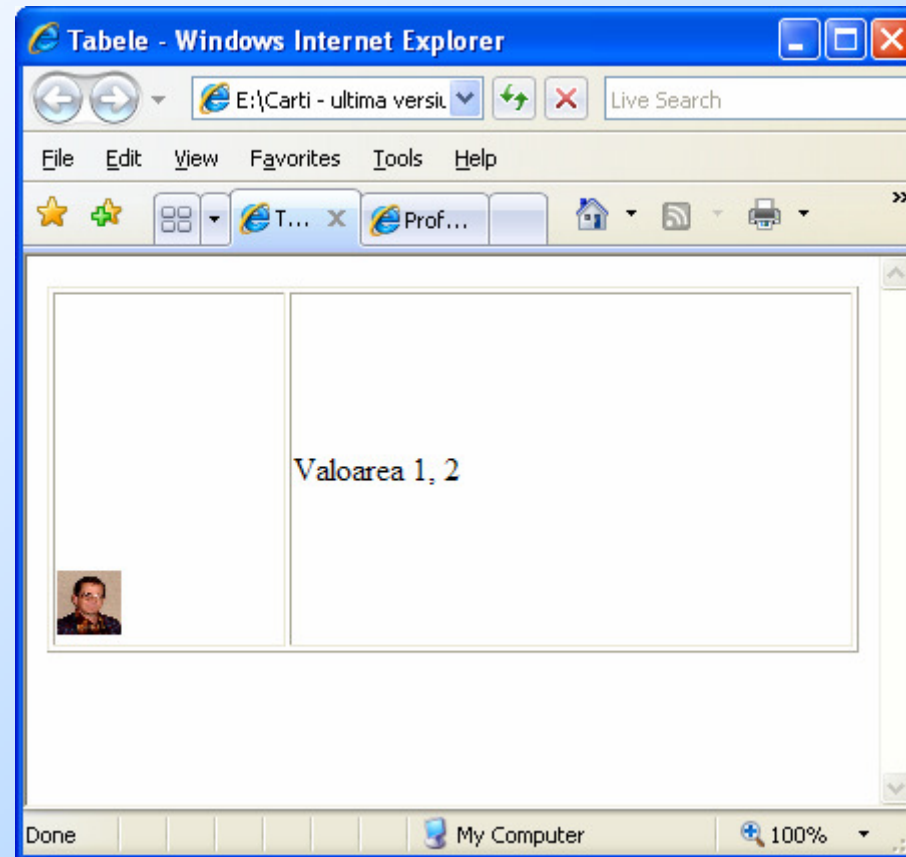 Tabele - Windows Internet Explorer
E:\Carti - ultima versiu
Live Search
File Edit View Favorites Tools Help
T... Prof...
Valoarea 1, 2
Done My Computer 100%